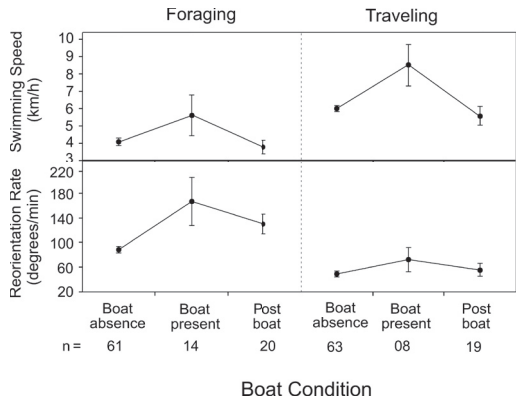 Foraging Traveling
Swimming Speed
(km/h)
10
9
8
7
6
5
4
3
Reorientation Rate
(degrees/min)
220
180
140
100
60
20
Boat absence Boat present Post boat Boat absence Boat present Post boat
n = 61 14 20 63 08 19
Boat Condition